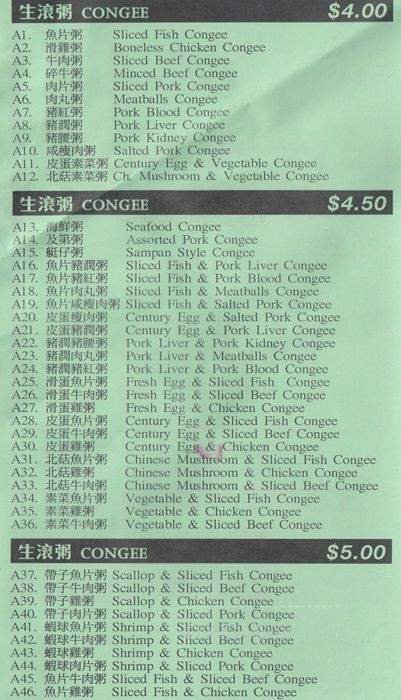 生滾粥 CONGEE $4.00
A1. 魚片粥 Sliced Fish Congee
A2. 滑雞粥 Boneless Chicken Congee
A3. 牛肉粥 Sliced Beef Congee
A4. 碎牛粥 Minced Beef Congee
A5. 肉片粥 Sliced Pork Congee
A6. 肉丸粥 Meatballs Congee
A7. 豬紅粥 Pork Blood Congee
A8. 豬潤粥 Pork Liver Congee
A9. 豬腰粥 Pork Kidney Congee
A10. 咸瘦肉粥 Salted Pork Congee
A11. 皮蛋素菜粥 Century Egg & Vegetable Congee
A12. 北菇素菜粥 Ch. Mushroom & Vegetable Congee
生滾粥 CONGEE $4.50
A13. 海鮮粥 Seafood Congee
A14. 及第粥 Assorted Pork Congee
A15. 艇仔粥 Sampan Style Congee
A16. 魚片豬潤粥 Sliced Fish & Pork Liver Congee
A17. 魚片豬紅粥 Sliced Fish & Pork Blood Congee
A18. 魚片肉丸粥 Sliced Fish & Meatballs Congee
A19. 魚片咸瘦肉粥 Sliced Fish & Salted Pork Congee
A20. 皮蛋瘦肉粥 Century Egg & Salted Pork Congee
A21. 皮蛋豬潤粥 Century Egg & Pork Liver Congee
A22. 豬潤豬腰粥 Pork Liver & Pork Kidney Congee
A23. 豬潤肉丸粥 Pork Liver & Meatballs Congee
A24. 豬潤豬紅粥 Pork Liver & Pork Blood Congee
A25. 滑蛋魚片粥 Fresh Egg & Sliced Fish Congee
A26. 滑蛋牛肉粥 Fresh Egg & Sliced Beef Congee
A27. 滑蛋雞粥 Fresh Egg & Chicken Congee
A28. 皮蛋魚片粥 Century Egg & Sliced Fish Congee
A29. 皮蛋牛肉粥 Century Egg & Sliced Beef Congee
A30. 皮蛋雞粥 Century Egg & Chicken Congee
A31. 北菇魚片粥 Chinese Mushroom & Sliced Fish Congee
A32. 北菇雞粥 Chinese Mushroom & Chicken Congee
A33. 北菇牛肉粥 Chinese Mushroom & Sliced Beef Congee
A34. 素菜魚片粥 Vegetable & Sliced Fish Congee
A35. 素菜雞粥 Vegetable & Chicken Congee
A36. 素菜牛肉粥 Vegetable & Sliced Beef Congee
生滾粥 CONGEE $5.00
A37. 帶子魚片粥 Scallop & Sliced Fish Congee
A38. 帶子牛肉粥 Scallop & Sliced Beef Congee
A39. 帶子雞粥 Scallop & Chicken Congee
A40. 帶子肉片粥 Scallop & Sliced Pork Congee
A41. 蝦球魚片粥 Shrimp & Sliced Fish Congee
A42. 蝦球牛肉粥 Shrimp & Sliced Beef Congee
A43. 蝦球雞粥 Shrimp & Chicken Congee
A44. 蝦球肉片粥 Shrimp & Sliced Pork Congee
A45. 魚片牛肉粥 Sliced Fish & Sliced Beef Congee
A46. 魚片雞粥 Sliced Fish & Chicken Congee